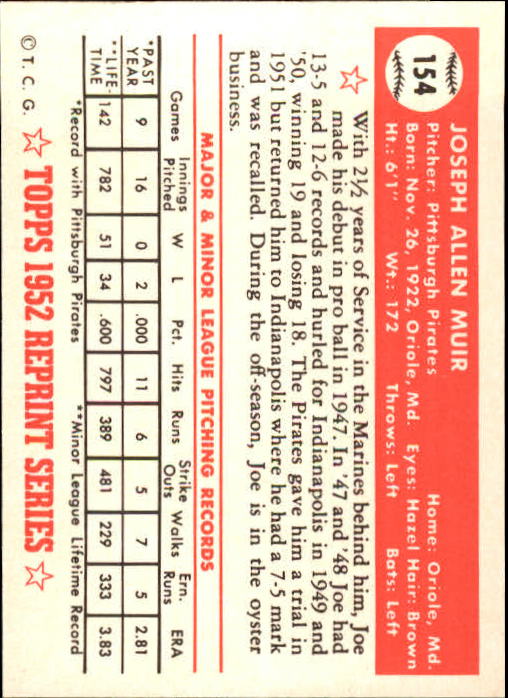 154
JOSEPH ALLEN MUIR
Pitcher: Pittsburgh Pirates Home: Oriole, Md.
Born: Nov. 26, 1922, Oriole, Md. Eyes: Hazel Hair: Brown
Ht.: 6'1" Wt.: 172 Throws: Left Bats: Left
With 2½ years of Service in the Marines behind him, Joe
made his debut in pro ball in 1947. In '47 and '48 Joe had
13-5 and 12-6 records and hurled for Indianapolis in 1949 and
'50, winning 19 and losing 18. The Pirates gave him a trial in
1951 but returned him to Indianapolis where he had a 7-5 mark
and was recalled. During the off-season, Joe is in the oyster
business.
MAJOR & MINOR LEAGUE PITCHING RECORDS
Games Innings Pitched W L Pct. Hits Runs Strike Outs Walks Ern. Runs ERA
*PAST YEAR 9 16 0 2 .000 11 6 5 7 5 2.81
**LIFE-TIME 142 782 51 34 .600 797 389 481 229 333 3.83
*Record with Pittsburgh Pirates **Minor League Lifetime Record
© T. C. G. TOPPS 1952 REPRINT SERIES